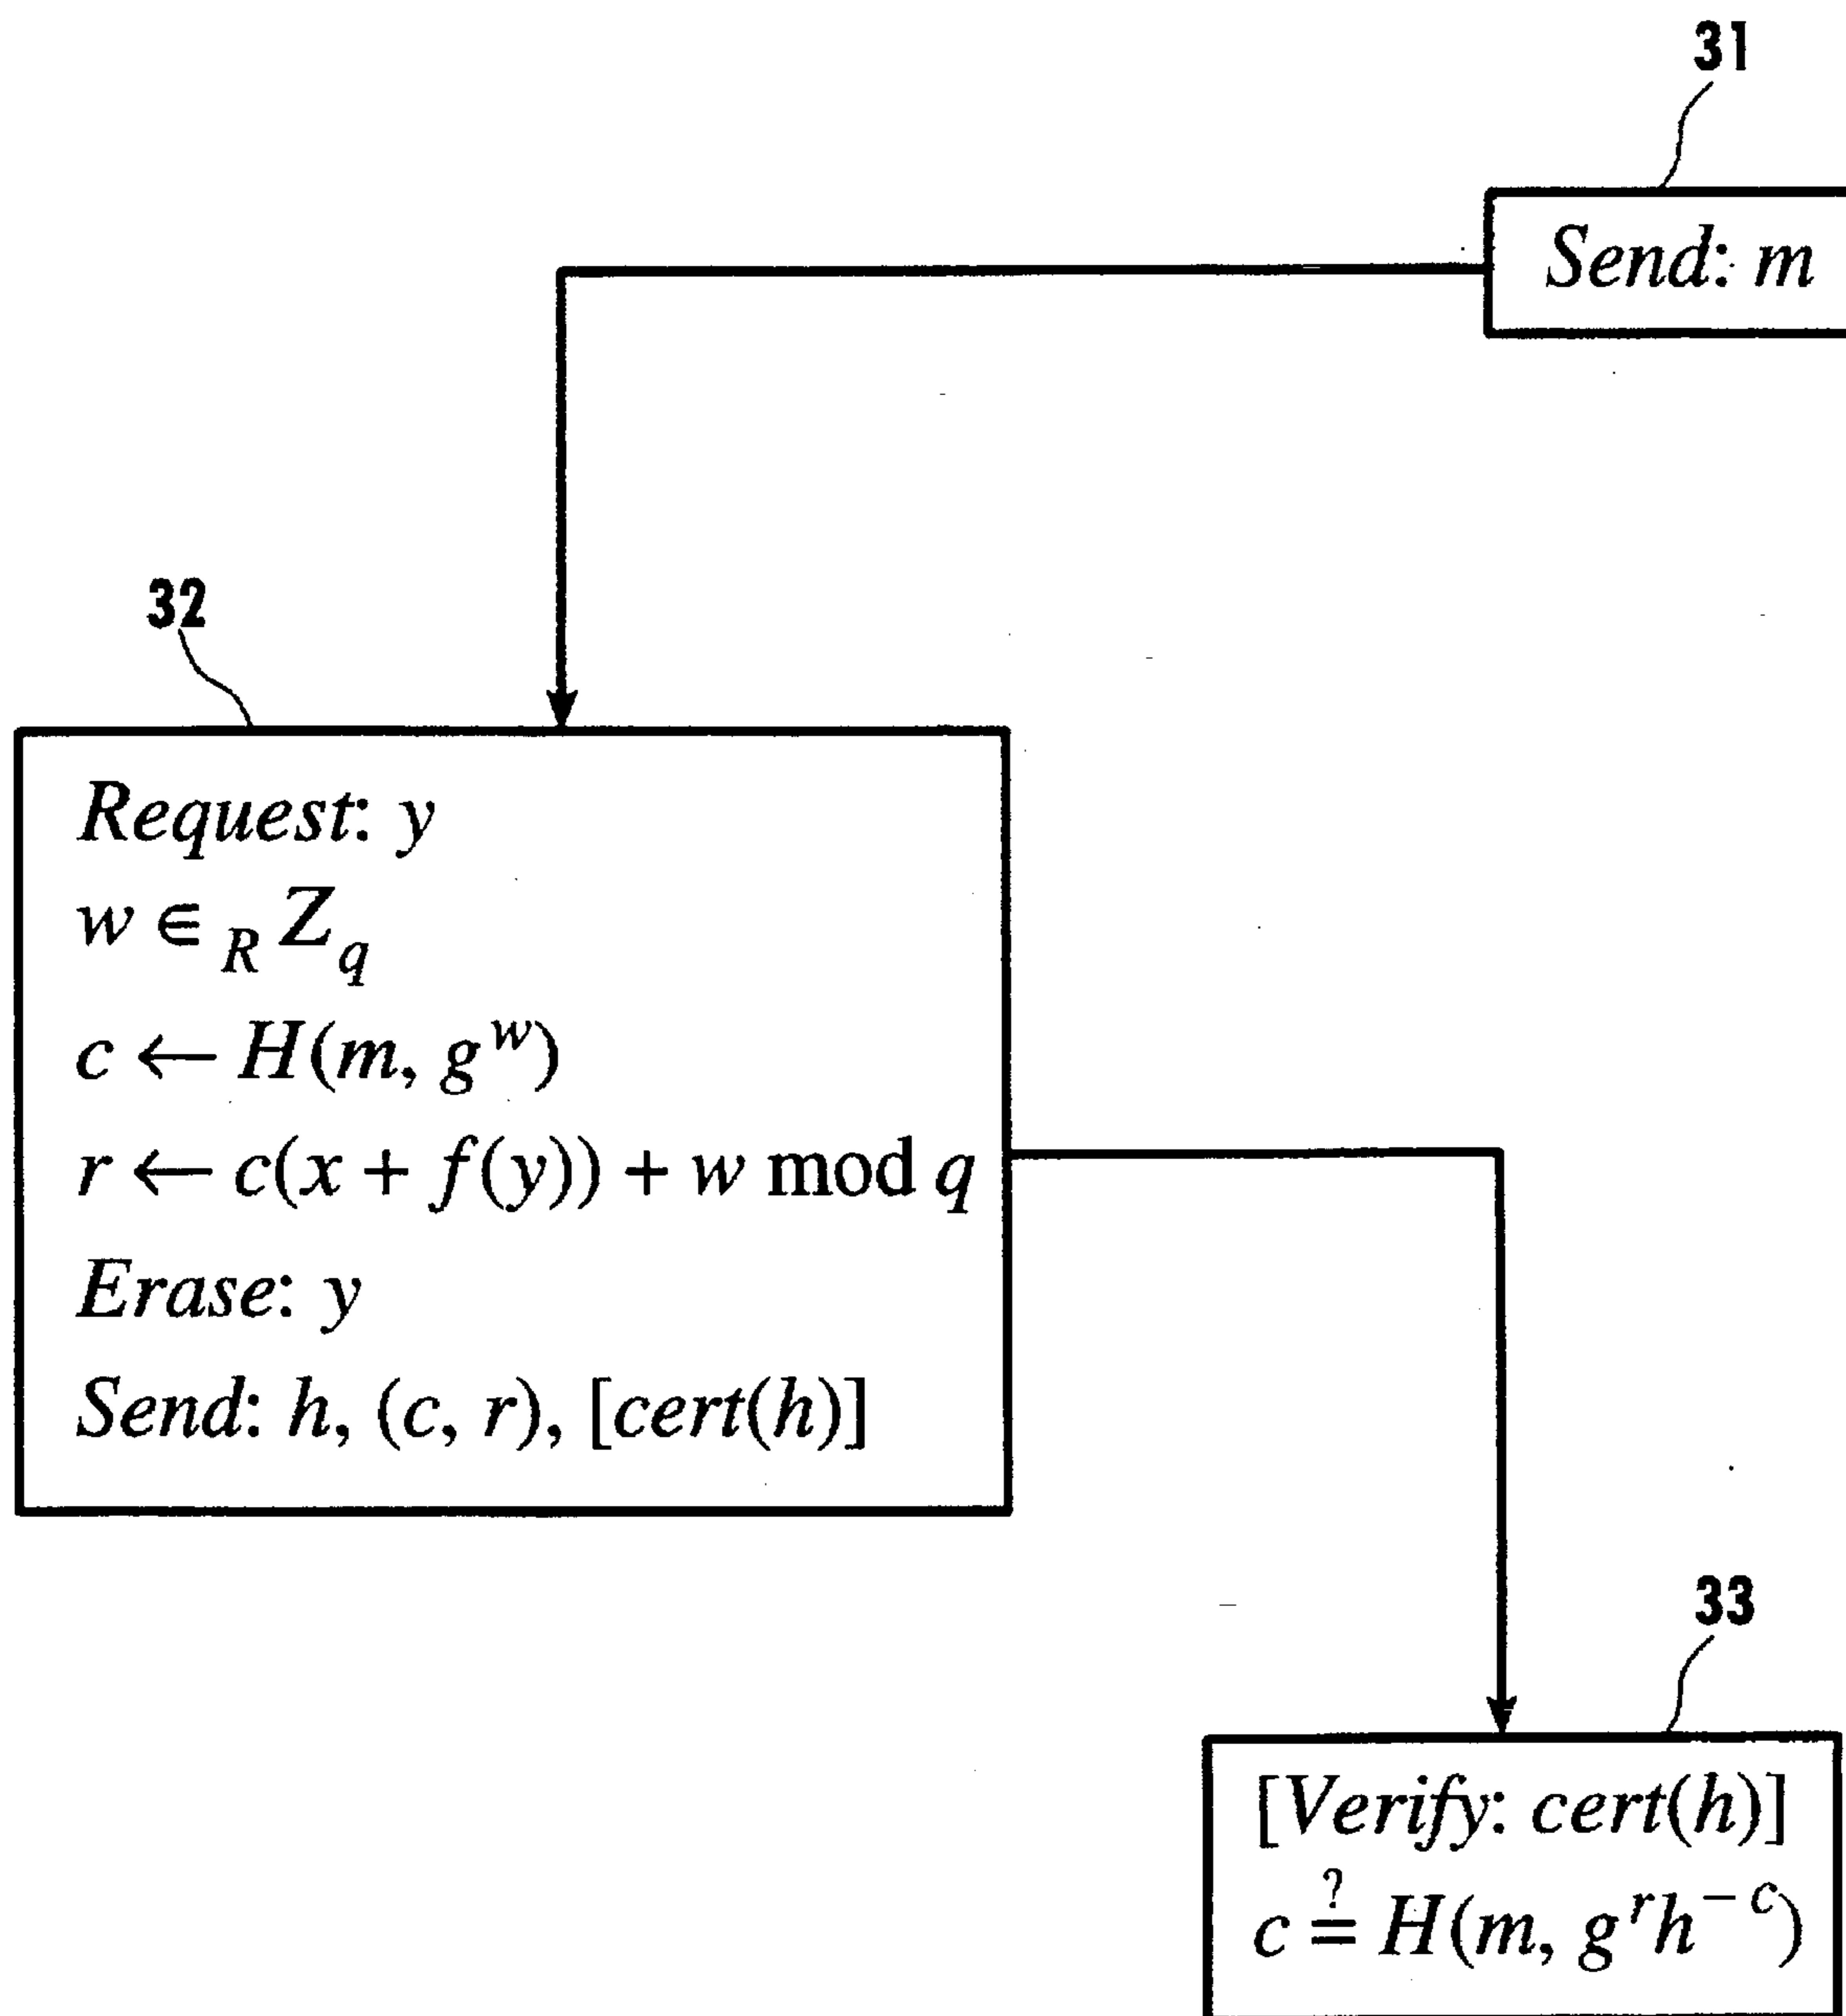 31
Send: m
32
Request: y
w ∈_R Z_q
c ← H(m, g^w)
r ← c(x + f(y)) + w mod q
Erase: y
Send: h, (c, r), [cert(h)]
33
[Verify: cert(h)]
c ≟ H(m, g^r h^{-c})